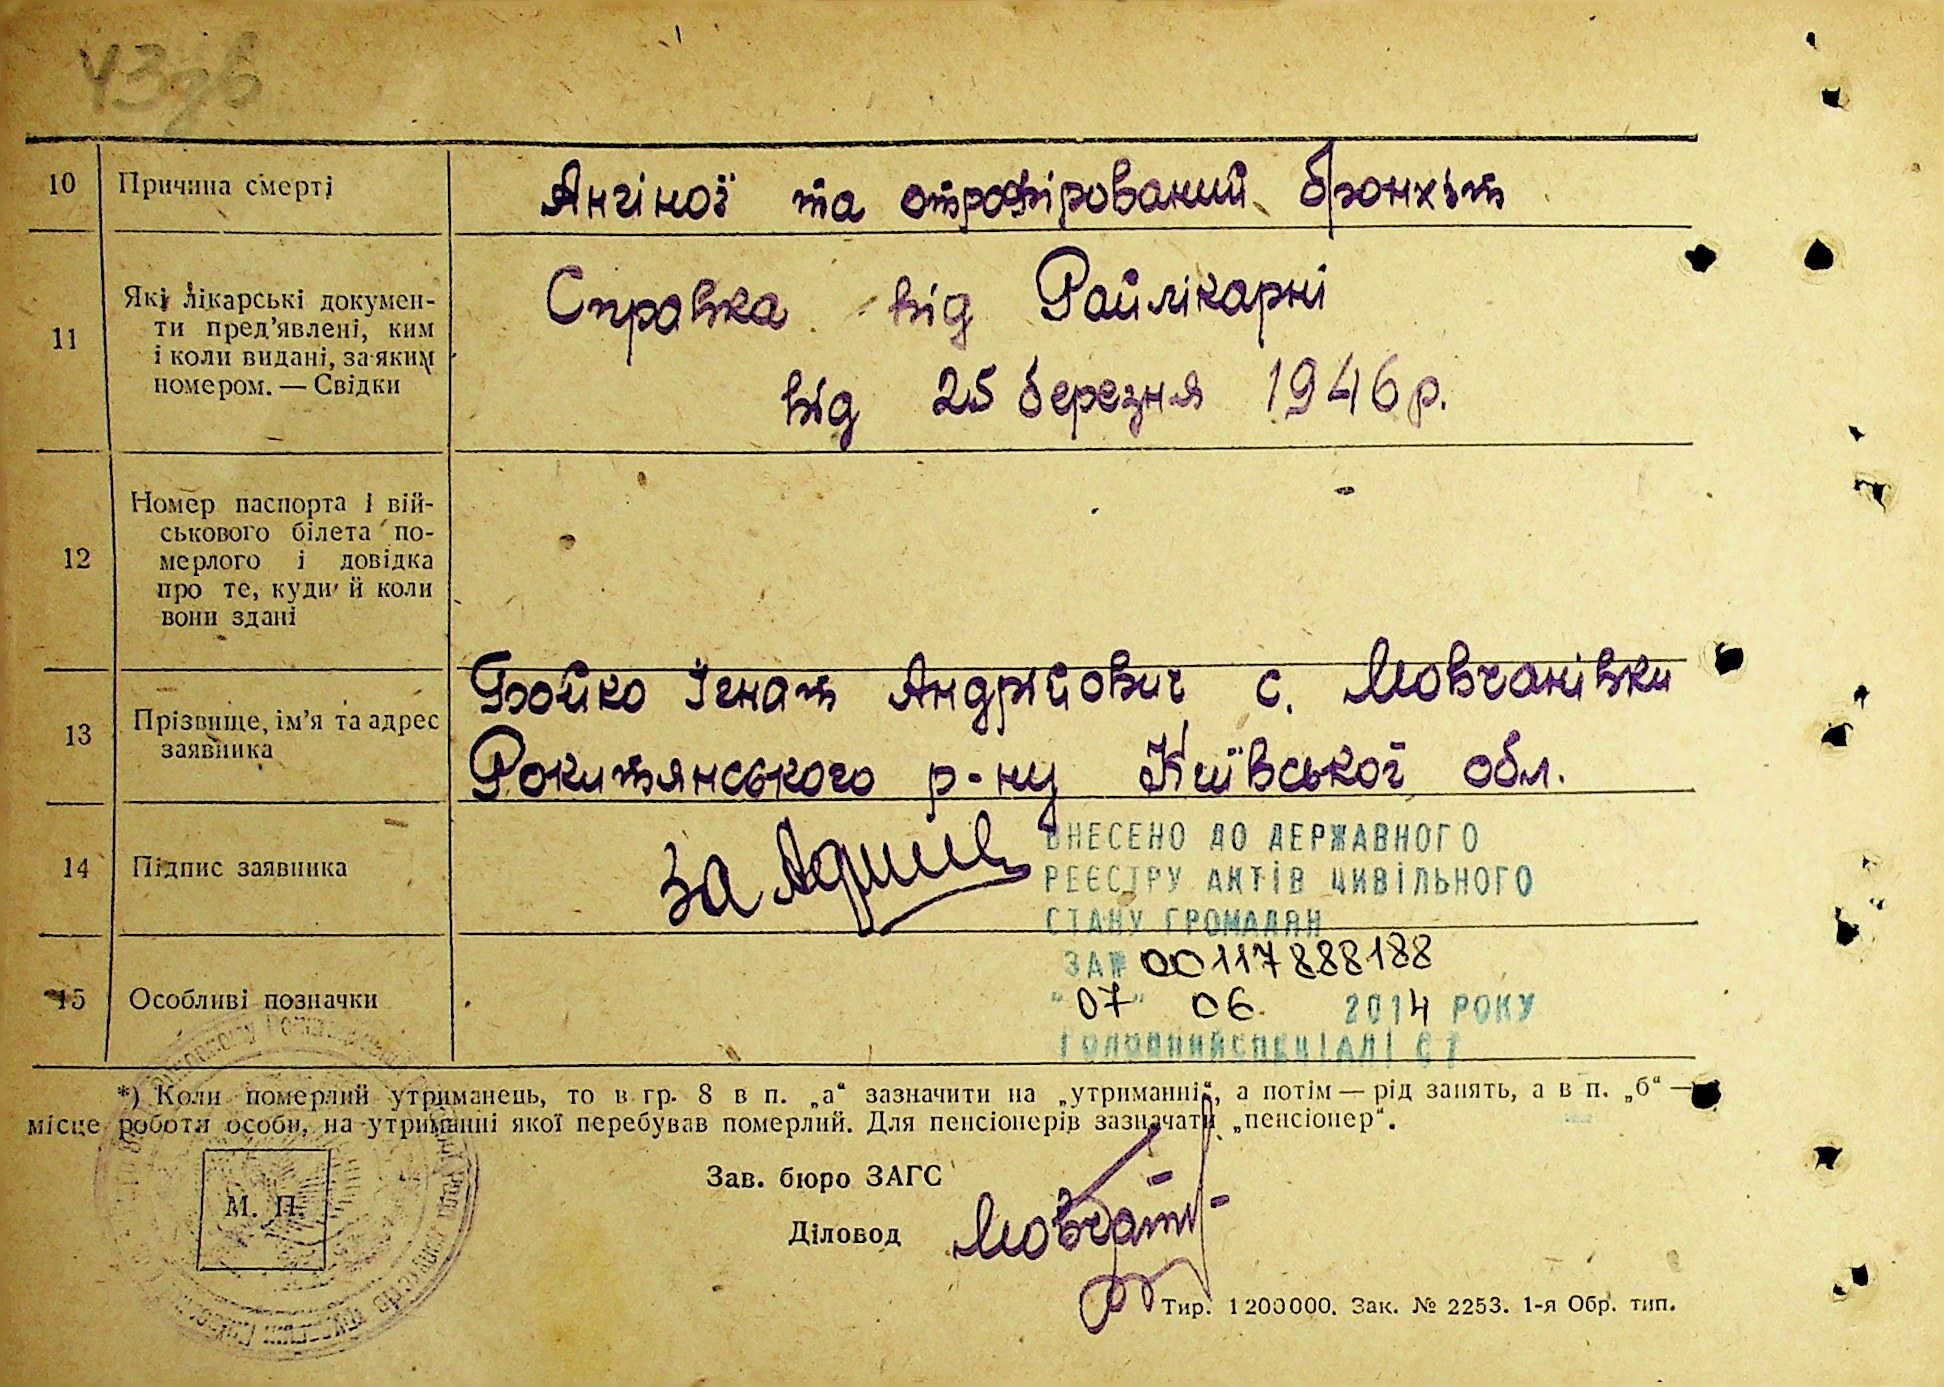 10 Причина смерті Ангіної та отрофірований бронхіт
11 Які лікарські докумен-
ти пред’явлені, ким
і коли видані, за яким
номером. — Свідки
Справка від Райлікарні
від 25 березня 1946 р.
12 Номер паспорта і вій-
ськового білета по-
мерлого і довідка
про те, куди й коли
вони здані
13 Прізвище, ім’я та адрес
заявника
Бойко Ігнат Андрійович с. Мовчанівки
Рокитянського р-ну Київської обл.
14 Підпис заявника за
ВНЕСЕНО ДО ДЕРЖАВНОГО
РЕЄСТРУ АКТІВ ЦИВІЛЬНОГО
СТАНУ ГРОМАДЯН
ЗА № 00117888188
"07" 06. 2014 РОКУ
ГОЛОВНИЙ СПЕЦІАЛІСТ
15 Особливі позначки
*) Коли померлий утриманець, то в гр. 8 в п. „а“ зазначити на „утриманні“, а потім — рід занять, а в п. „б“ —
місце роботи особи, на утриманні якої перебував померлий. Для пенсіонерів зазначати „пенсіонер“.
М. П.
Зав. бюро ЗАГС
Діловод
Тир. 1200000. Зак. № 2253. 1-я Обр. тип.